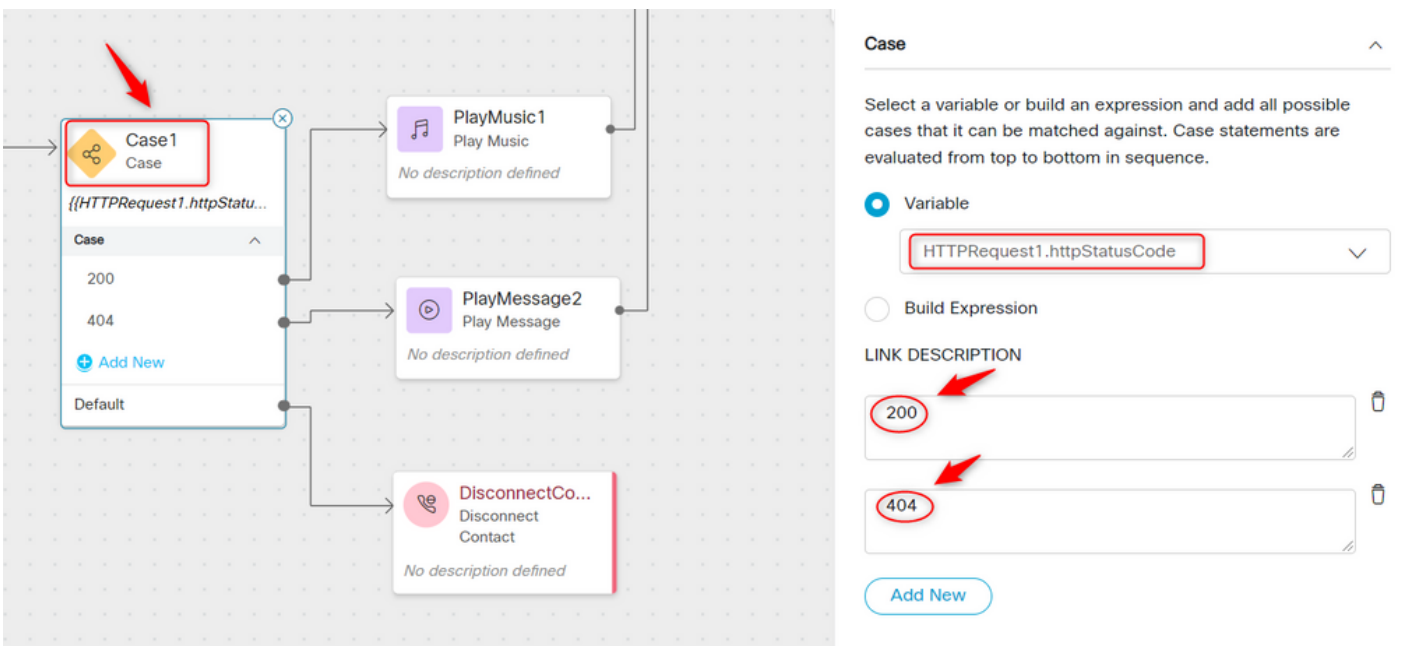 Case1
Case
{{HTTPRequest1.httpStatu...
Case
200
404
Add New
Default
PlayMusic1
Play Music
No description defined
PlayMessage2
Play Message
No description defined
DisconnectCo...
Disconnect
Contact
No description defined
Case
Select a variable or build an expression and add all possible
cases that it can be matched against. Case statements are
evaluated from top to bottom in sequence.
Variable
HTTPRequest1.httpStatusCode
Build Expression
LINK DESCRIPTION
200
404
Add New